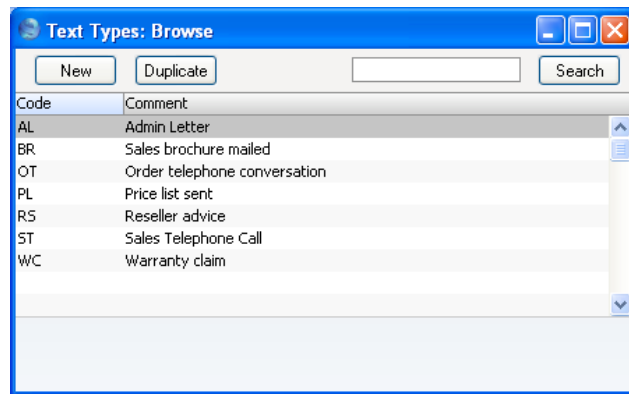 Text Types: Browse
New Duplicate Search
Code Comment
AL Admin Letter
BR Sales brochure mailed
OT Order telephone conversation
PL Price list sent
RS Reseller advice
ST Sales Telephone Call
WC Warranty claim